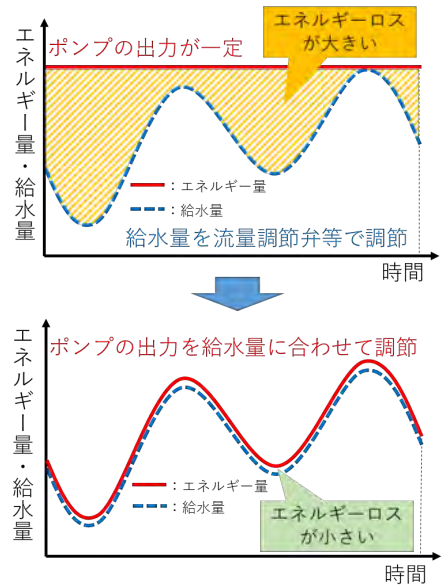 エネルギーロス
が大きい
ポンプの出力が一定
エネルギー量・給水量
：エネルギー量
：給水量
給水量を流量調節弁等で調節
時間
ポンプの出力を給水量に合わせて調節
エネルギー量・給水量
：エネルギー量
：給水量
エネルギーロス
が小さい
時間